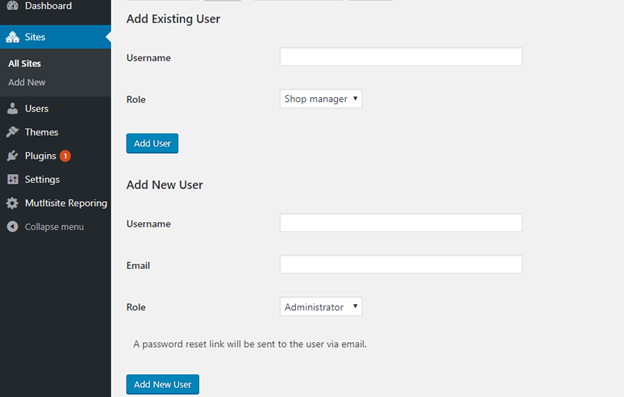 Dashboard
Sites
All Sites
Add New
Users
Themes
Plugins 1
Settings
Mutltisite Reporing
Collapse menu
Add Existing User
Username
Role Shop manager
Add User
Add New User
Username
Email
Role Administrator
A password reset link will be sent to the user via email.
Add New User